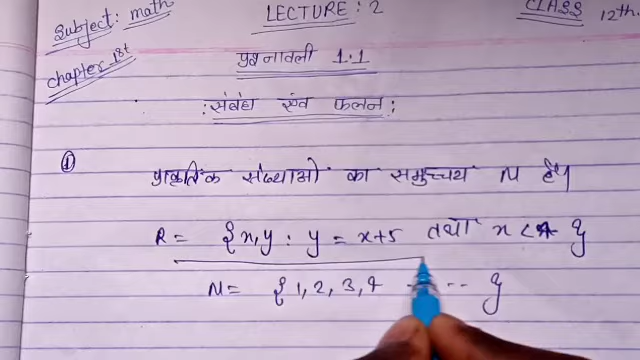 Subject: math
LECTURE: 2
CLASS 12th.
chapter 1st
प्रश्नावली 1.1
: संबंध एंव फलन :
① प्राकृतिक संख्याओं का समुच्चय N है।
R = {x,y : y = x+5 तथा x < 4 }
N = {1, 2, 3, 4 ..... }